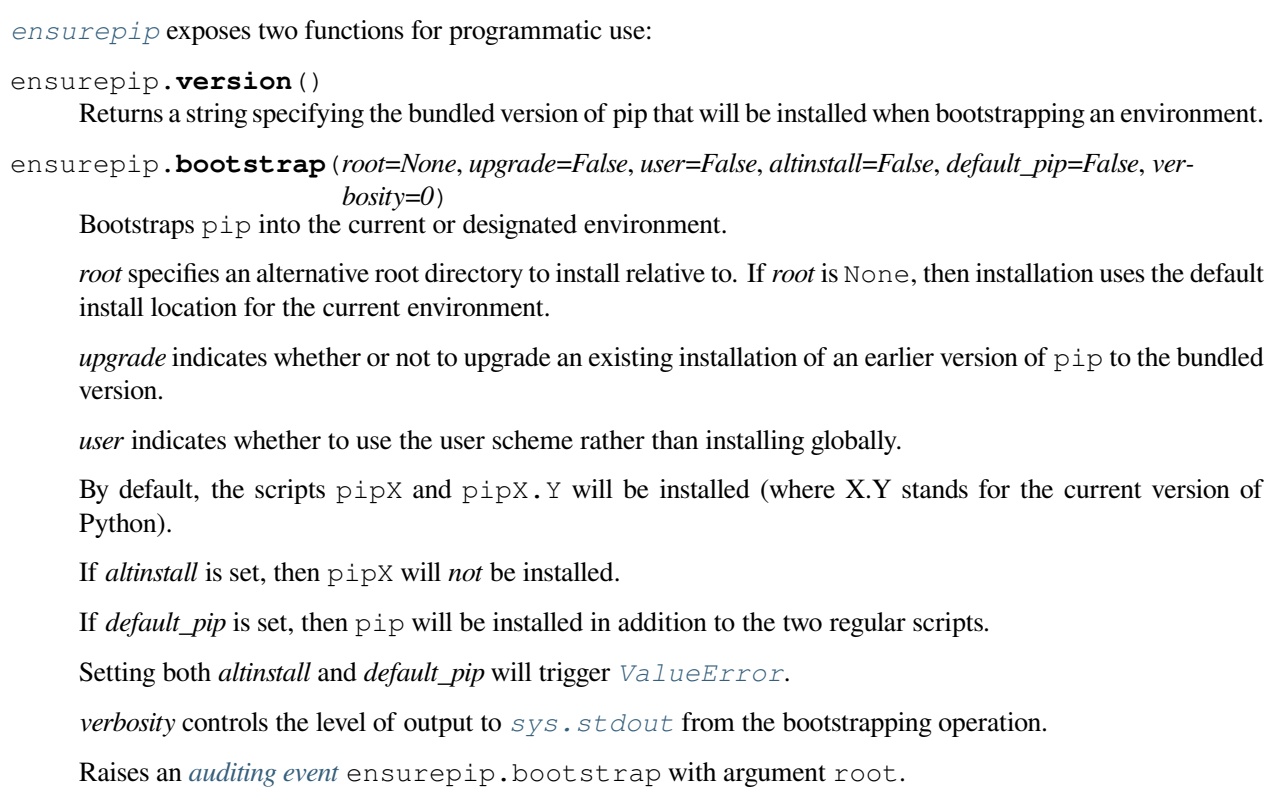 ensurepip exposes two functions for programmatic use:
ensurepip.version()
Returns a string specifying the bundled version of pip that will be installed when bootstrapping an environment.
ensurepip.bootstrap(root=None, upgrade=False, user=False, altinstall=False, default_pip=False, ver-
bosity=0)
Bootstraps pip into the current or designated environment.
root specifies an alternative root directory to install relative to. If root is None, then installation uses the default
install location for the current environment.
upgrade indicates whether or not to upgrade an existing installation of an earlier version of pip to the bundled
version.
user indicates whether to use the user scheme rather than installing globally.
By default, the scripts pipX and pipX.Y will be installed (where X.Y stands for the current version of
Python).
If altinstall is set, then pipX will not be installed.
If default_pip is set, then pip will be installed in addition to the two regular scripts.
Setting both altinstall and default_pip will trigger ValueError.
verbosity controls the level of output to sys.stdout from the bootstrapping operation.
Raises an auditing event ensurepip.bootstrap with argument root.